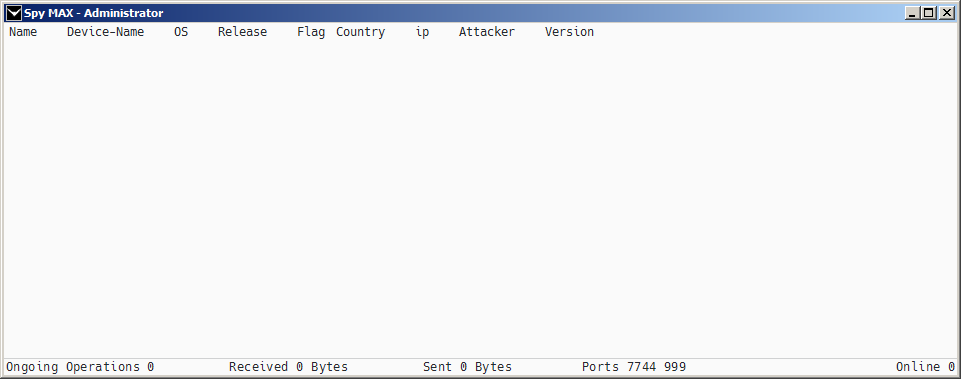 Spy MAX - Administrator
Name Device-Name OS Release Flag Country ip Attacker Version
Ongoing Operations 0 Received 0 Bytes Sent 0 Bytes Ports 7744 999 Online 0